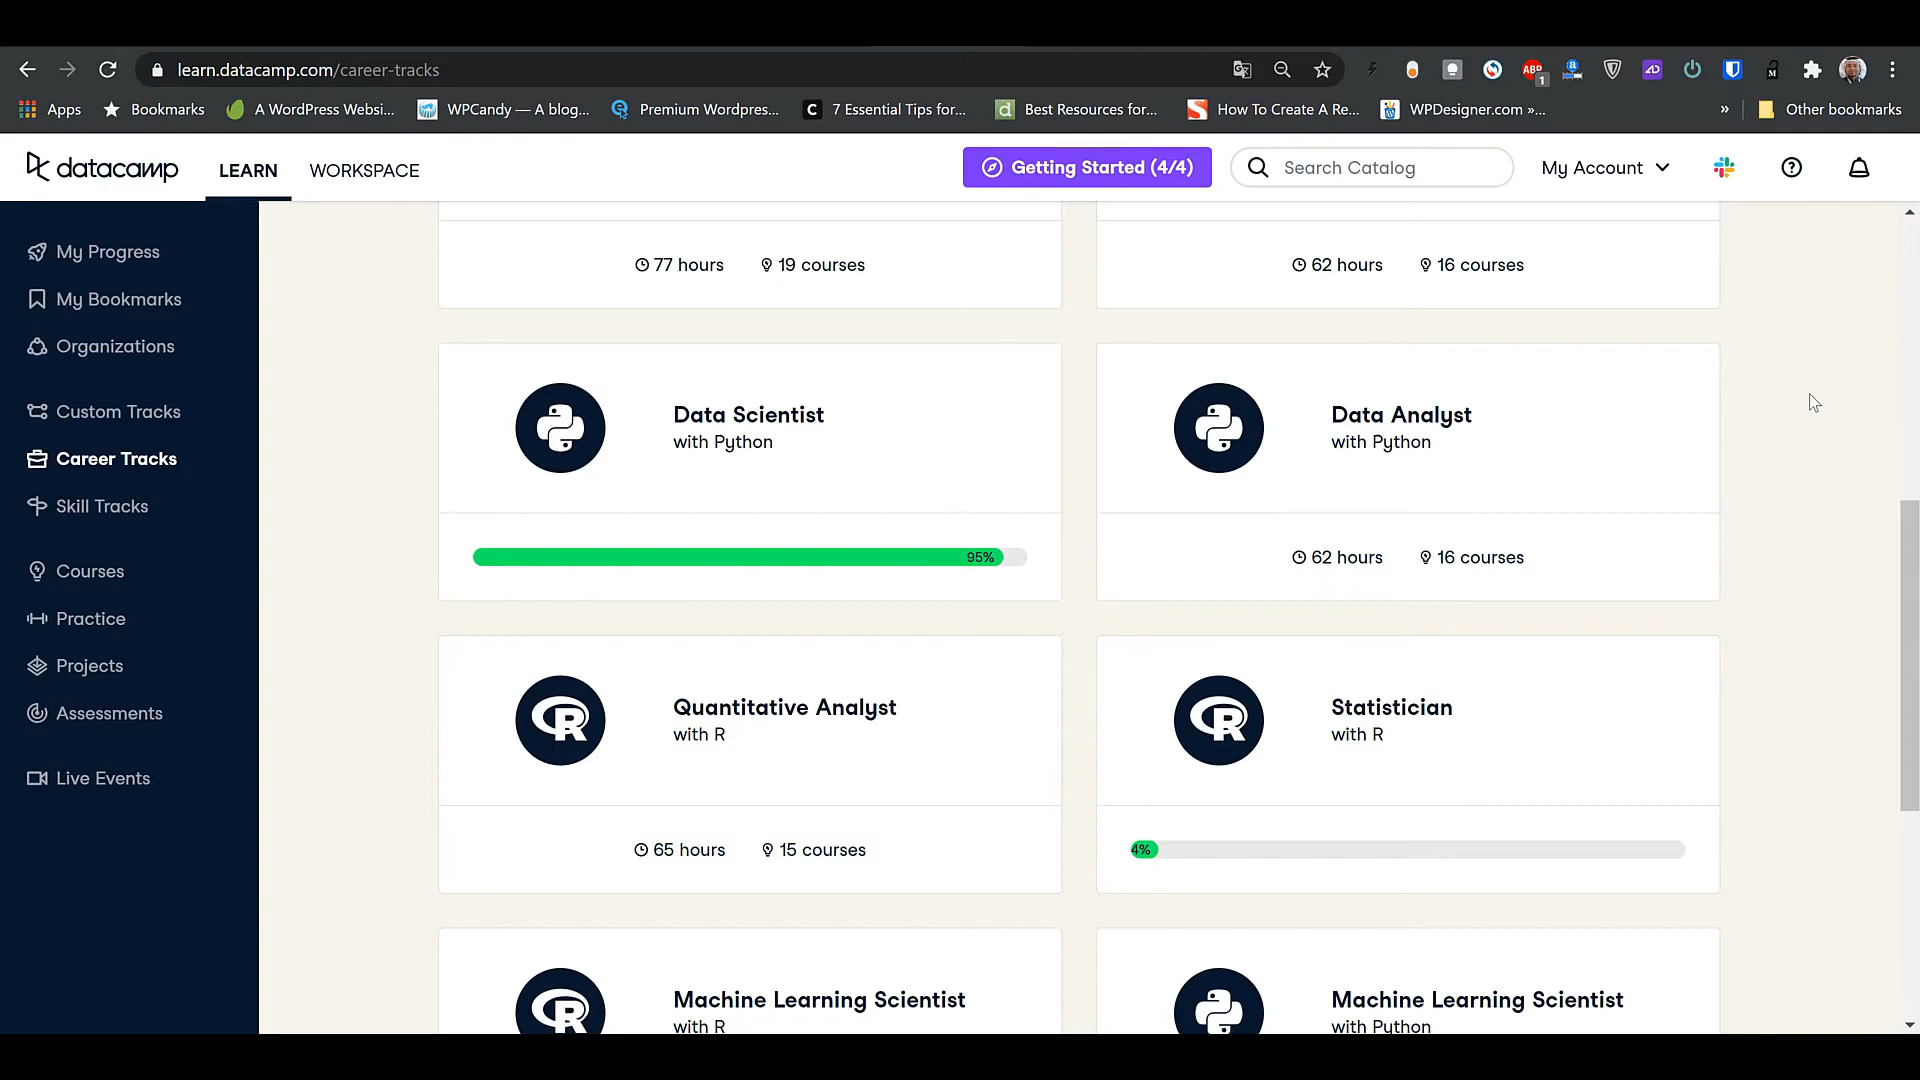 learn.datacamp.com/career-tracks
ABP
1
Apps
Bookmarks
A WordPress Websi...
WPCandy — A blog...
Premium Wordpres...
7 Essential Tips for...
Best Resources for...
How To Create A Re...
WPDesigner.com »...
»
Other bookmarks
datacamp
LEARN
WORKSPACE
Getting Started (4/4)
Search Catalog
My Account
My Progress
My Bookmarks
Organizations
Custom Tracks
Career Tracks
Skill Tracks
Courses
Practice
Projects
Assessments
Live Events
77 hours 19 courses
62 hours 16 courses
Data Scientist
with Python
95%
Data Analyst
with Python
62 hours 16 courses
Quantitative Analyst
with R
65 hours 15 courses
Statistician
with R
4%
Machine Learning Scientist
with R
Machine Learning Scientist
with Python